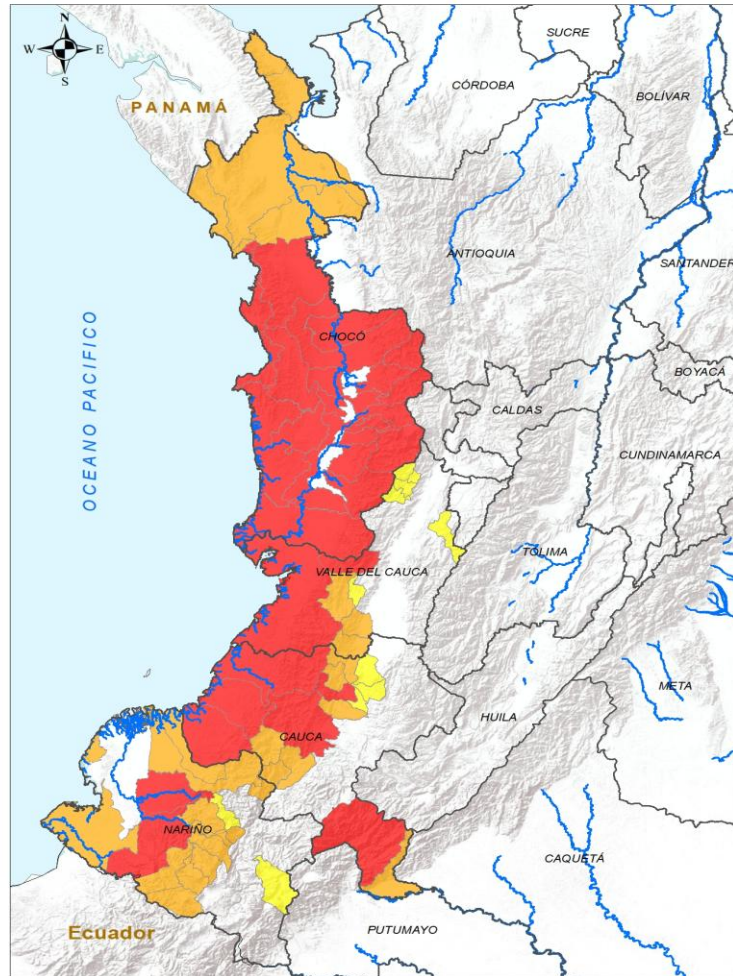 N
W E
S
PANAMÁ
SUCRE
CÓRDOBA
BOLÍVAR
ANTIOQUIA
SANTANDER
OCEANO PACIFICO
CHOCÓ
BOYACÁ
CALDAS
CUNDINAMARCA
TOLIMA
VALLE DEL CAUCA
META
HUILA
CAUCA
NARIÑO
CAQUETÁ
Ecuador
PUTUMAYO